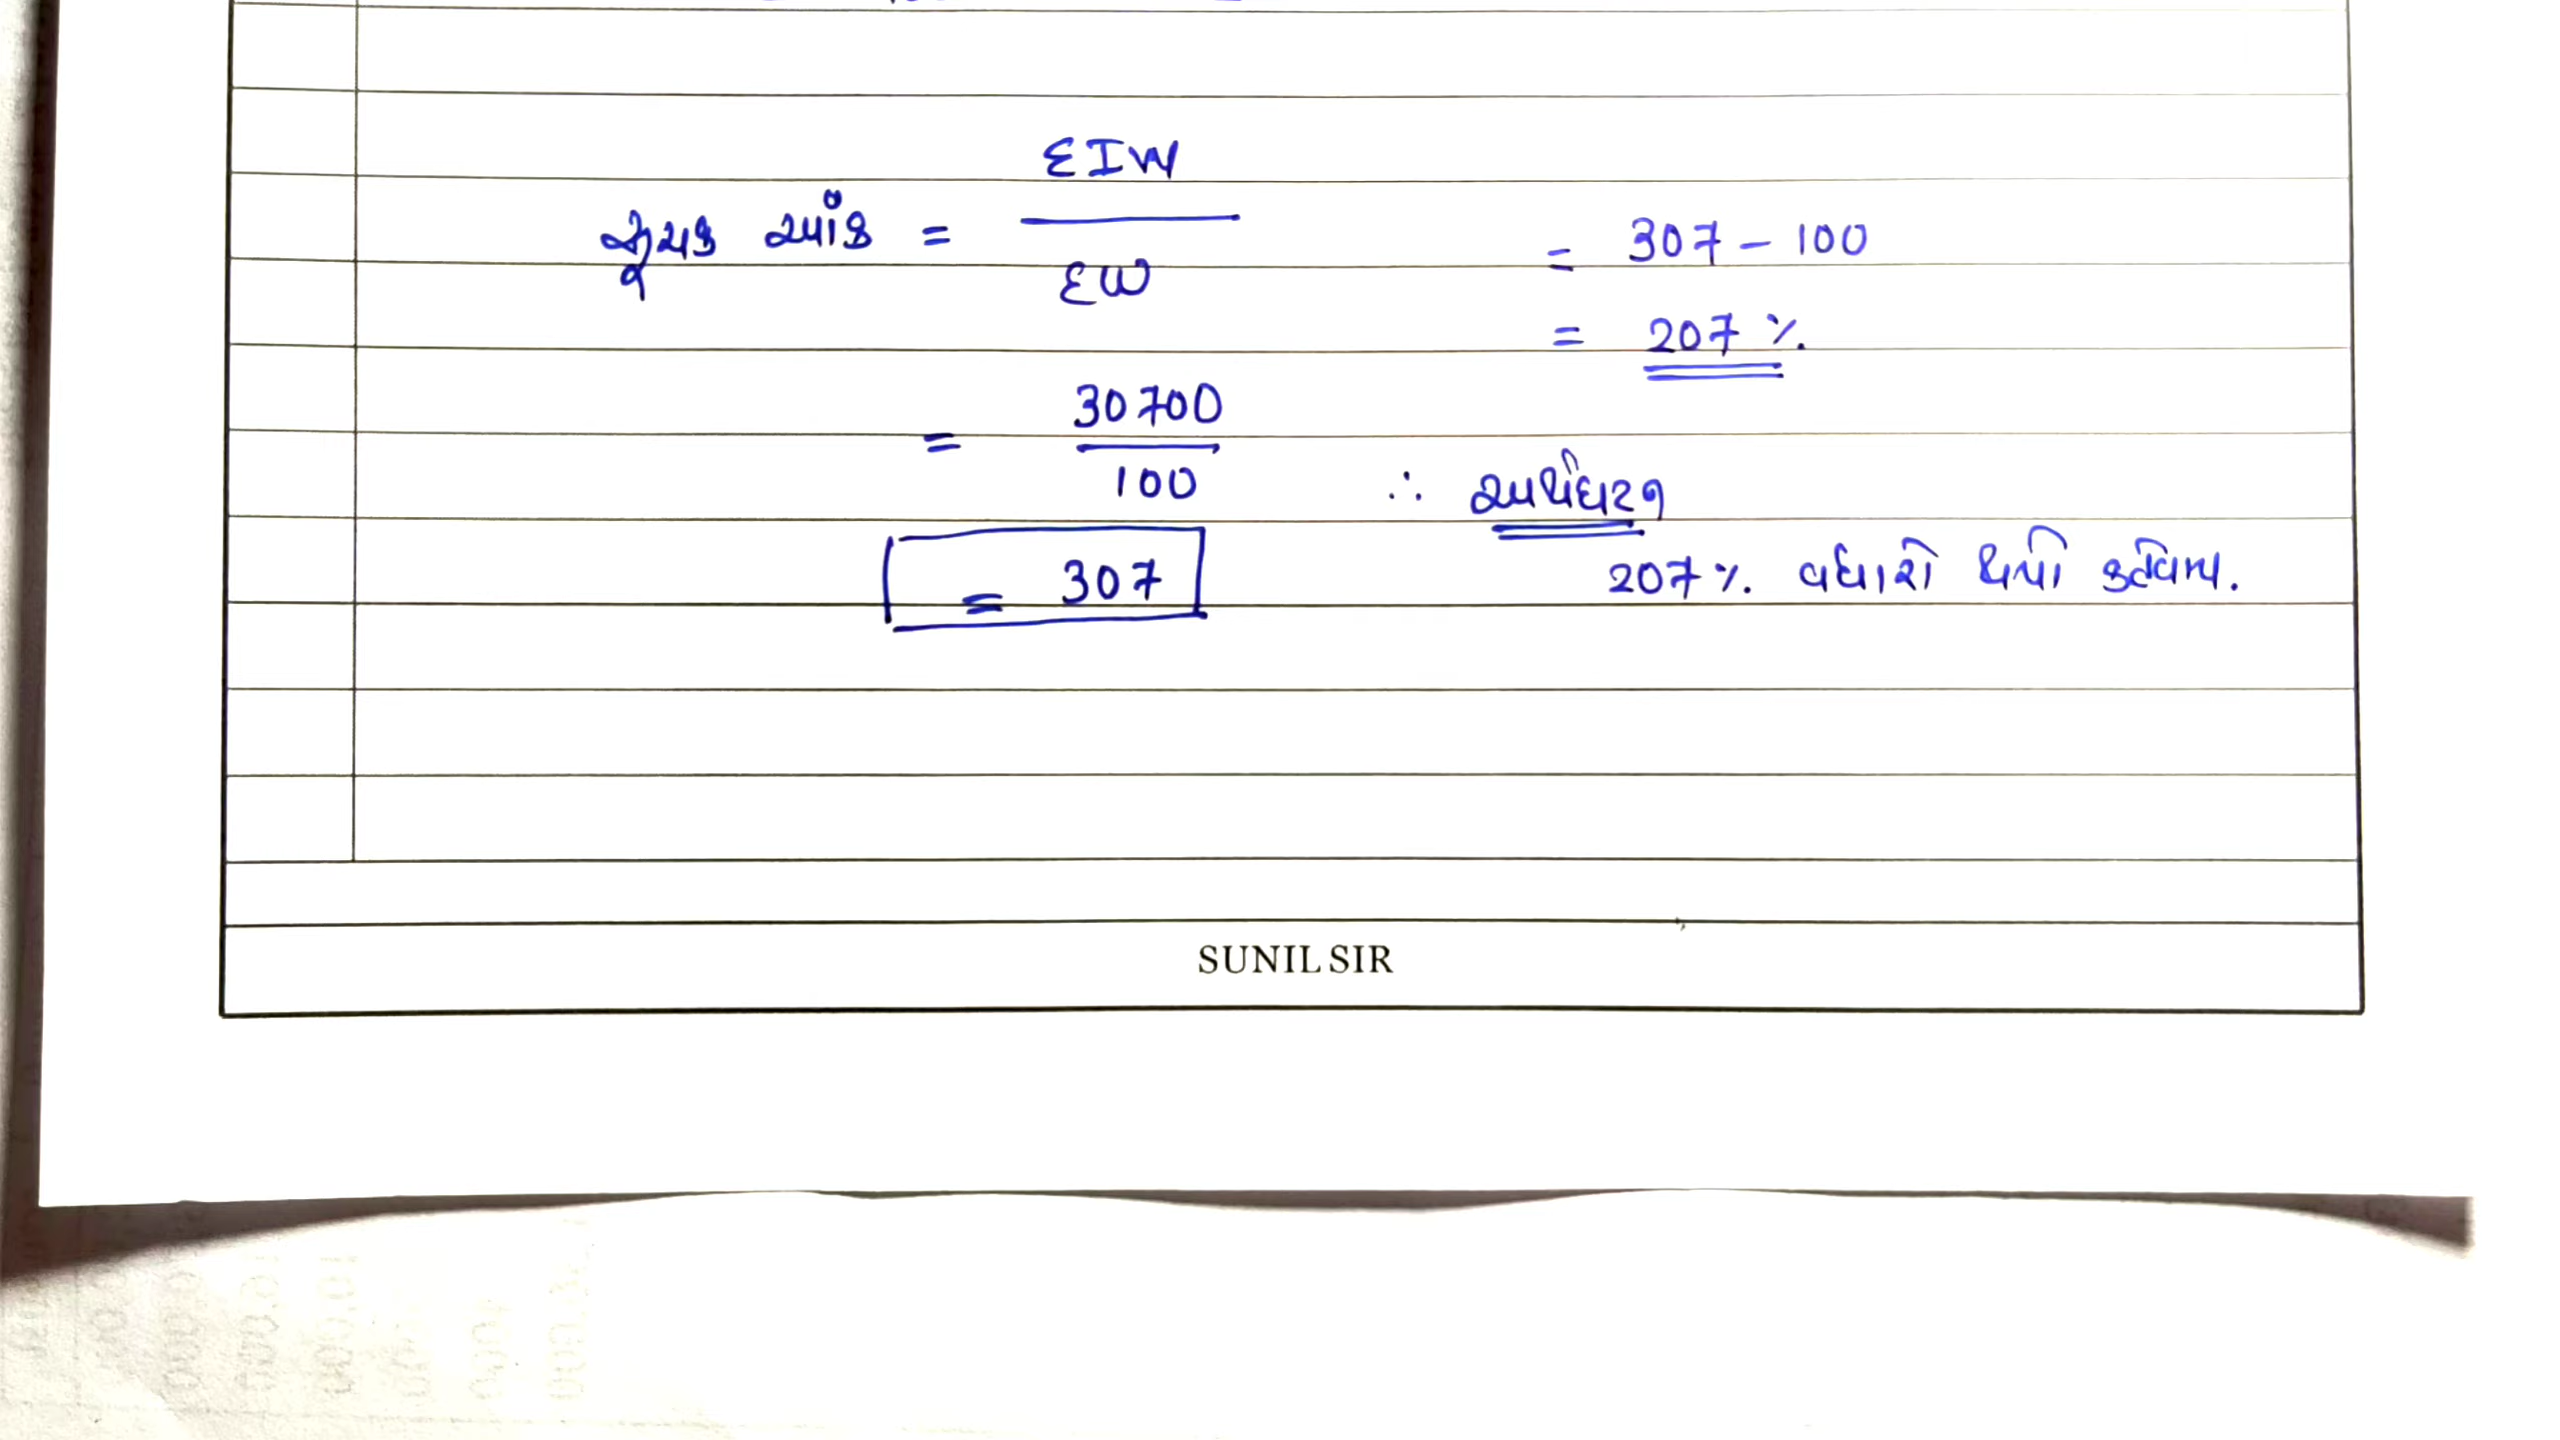 સૂચક આંક = ΣIW / ΣW
= 30700 / 100
= 307
= 307 - 100
= 207 %.
∴ અર્થઘટન
207 %. વધારો થયો કહેવાય.
SUNIL SIR